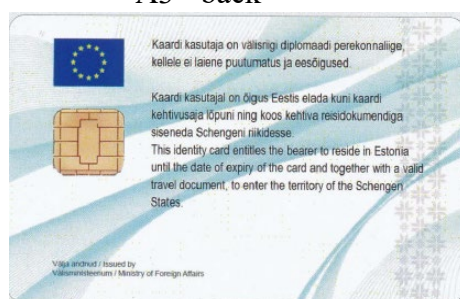 A3 - back
Kaardi kasutaja on välisriigi diplomaadi perekonnaliige,
kellele ei laiene puutumatus ja eesõigused.
Kaardi kasutajal on õigus Eestis elada kuni kaardi
kehtivusaja lõpuni ning koos kehtiva reisidokumendiga
siseneda Schengeni riikidesse.
This identity card entitles the bearer to reside in Estonia
until the date of expiry of the card and together with a valid
travel document, to enter the territory of the Schengen
States.
Välja andnud / Issued by
Välisministeerium / Ministry of Foreign Affairs